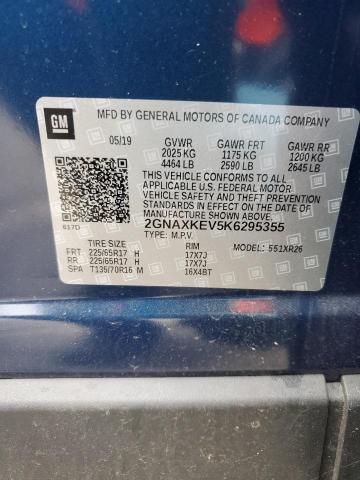 GM
MFD BY GENERAL MOTORS OF CANADA COMPANY
05/19 GVWR GAWR FRT GAWR RR
2025 KG 1175 KG 1200 KG
4464 LB 2590 LB 2645 LB
THIS VEHICLE CONFORMS TO ALL APPLICABLE
U.S. FEDERAL MOTOR VEHICLE SAFETY, BUMPER, AND THEFT
PREVENTION STANDARDS IN EFFECT ON THE DATE OF
MANUFACTURE SHOWN ABOVE.
617D 2GNAXKEV5K6295355
TYPE: M.P.V. MODEL: 551XR26
TIRE SIZE RIM
FRT 225/65R17 H 17X7J
RR 225/65R17 H 17X7J
SPA T135/70R16 M 16X4BT